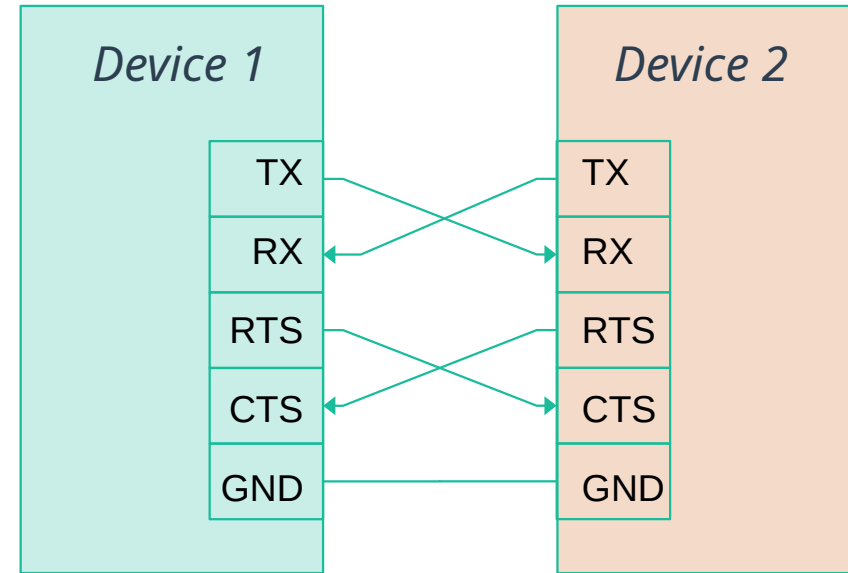 Device 1
TX
RX
RTS
CTS
GND
Device 2
TX
RX
RTS
CTS
GND